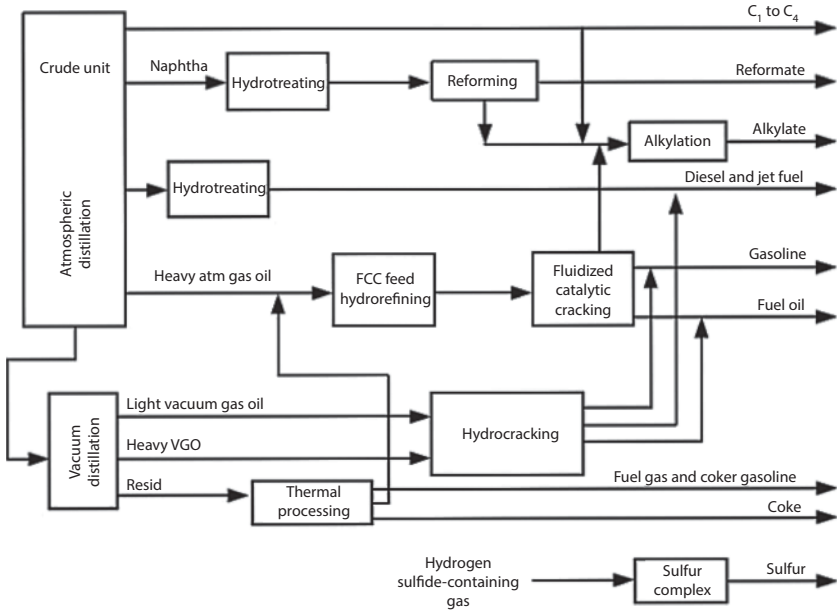 C₁ to C₄
Crude unit
Naphtha
Hydrotreating
Reforming
Reformate
Alkylation
Alkylate
Atmospheric
distillation
Hydrotreating
Diesel and jet fuel
Heavy atm gas oil
FCC feed
hydrorefining
Fluidized
catalytic
cracking
Gasoline
Fuel oil
Vacuum
distillation
Light vacuum gas oil
Heavy VGO
Resid
Hydrocracking
Thermal
processing
Fuel gas and coker gasoline
Coke
Hydrogen
sulfide-containing
gas
Sulfur
complex
Sulfur